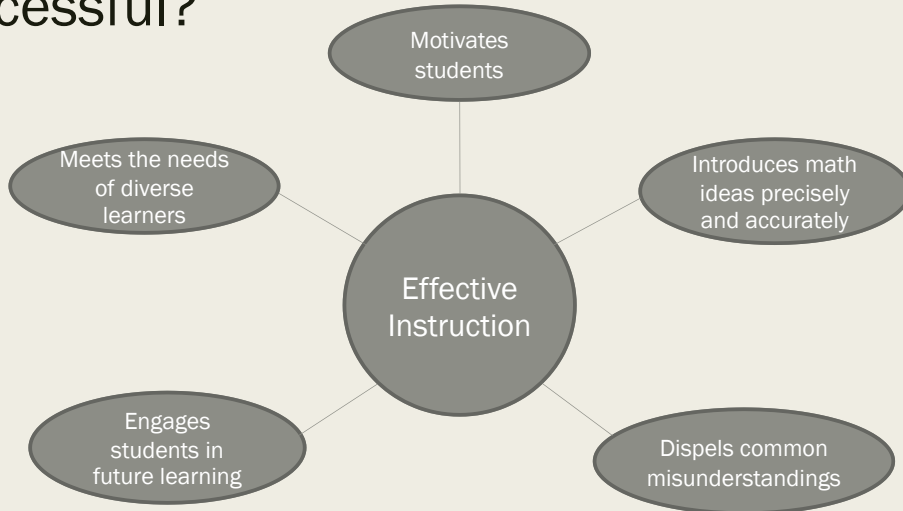 cessful?
Motivates
students
Meets the needs
of diverse
learners
Introduces math
ideas precisely
and accurately
Effective
Instruction
Engages
students in
future learning
Dispels common
misunderstandings